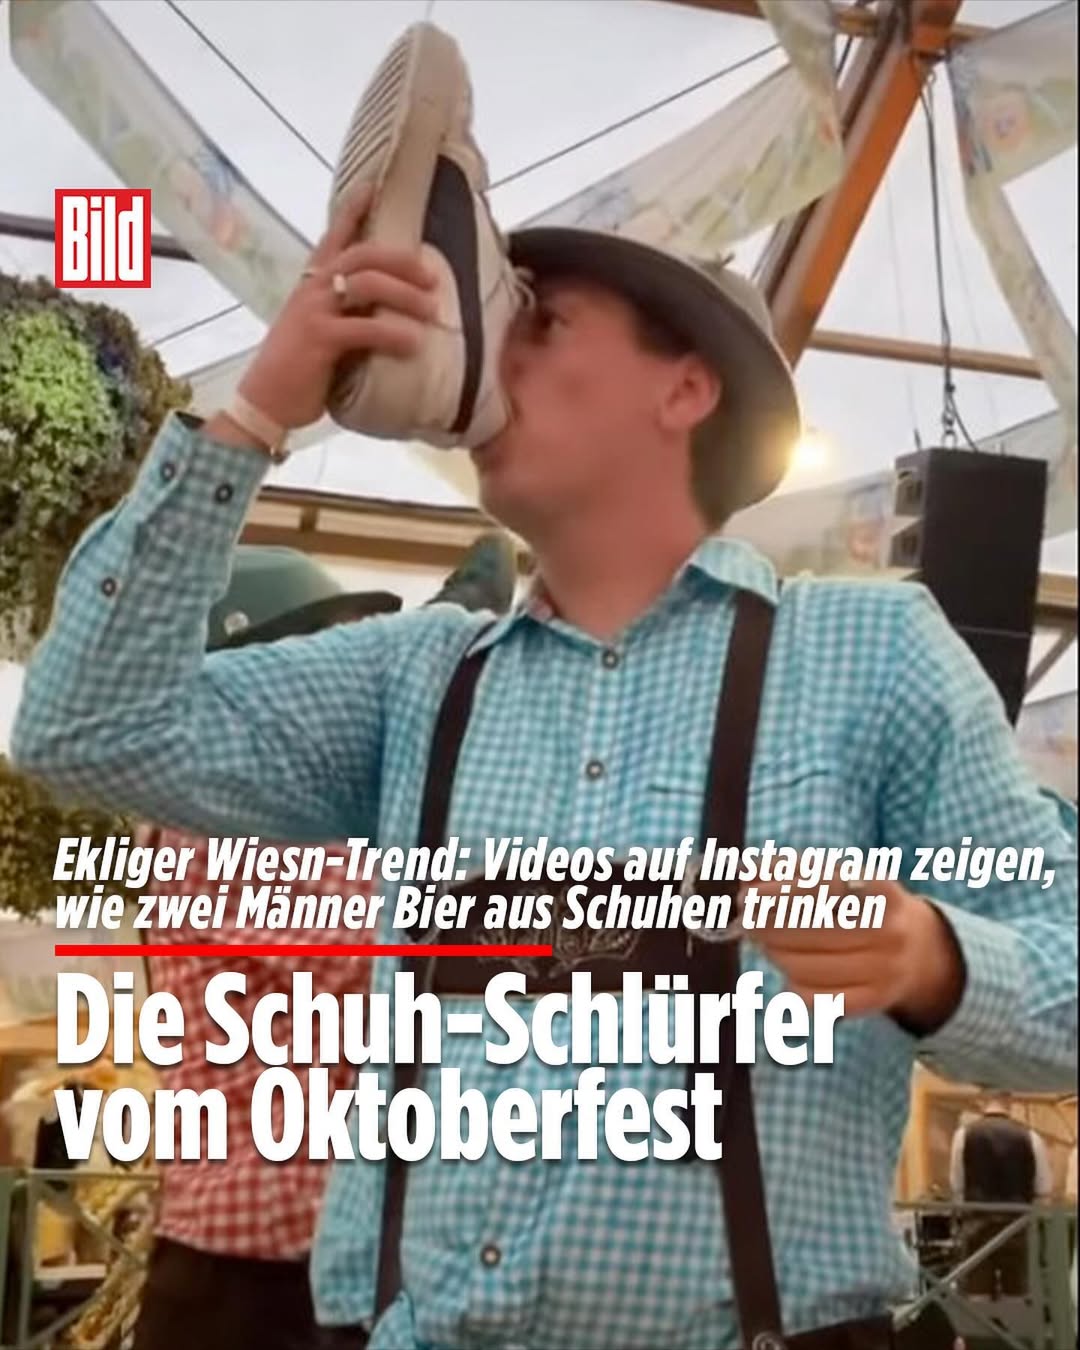 Bild
Ekliger Wiesn-Trend: Videos auf Instagram zeigen,
wie zwei Männer Bier aus Schuhen trinken
Die Schuh-Schlürfer
vom Oktoberfest